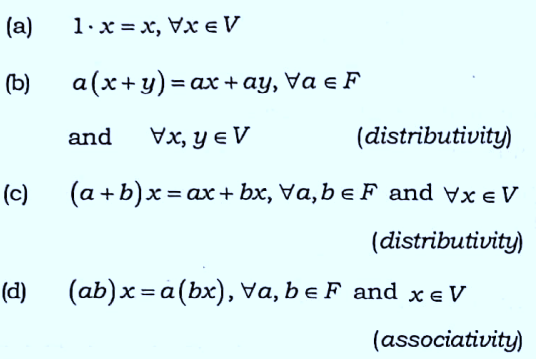 (a) 1·x = x, ∀x ∈ V
(b) a(x+y) = ax + ay, ∀a ∈ F
and ∀x, y ∈ V (distributivity)
(c) (a+b)x = ax + bx, ∀a,b ∈ F and ∀x ∈ V
(distributivity)
(d) (ab)x = a(bx), ∀a, b ∈ F and x ∈ V
(associativity)